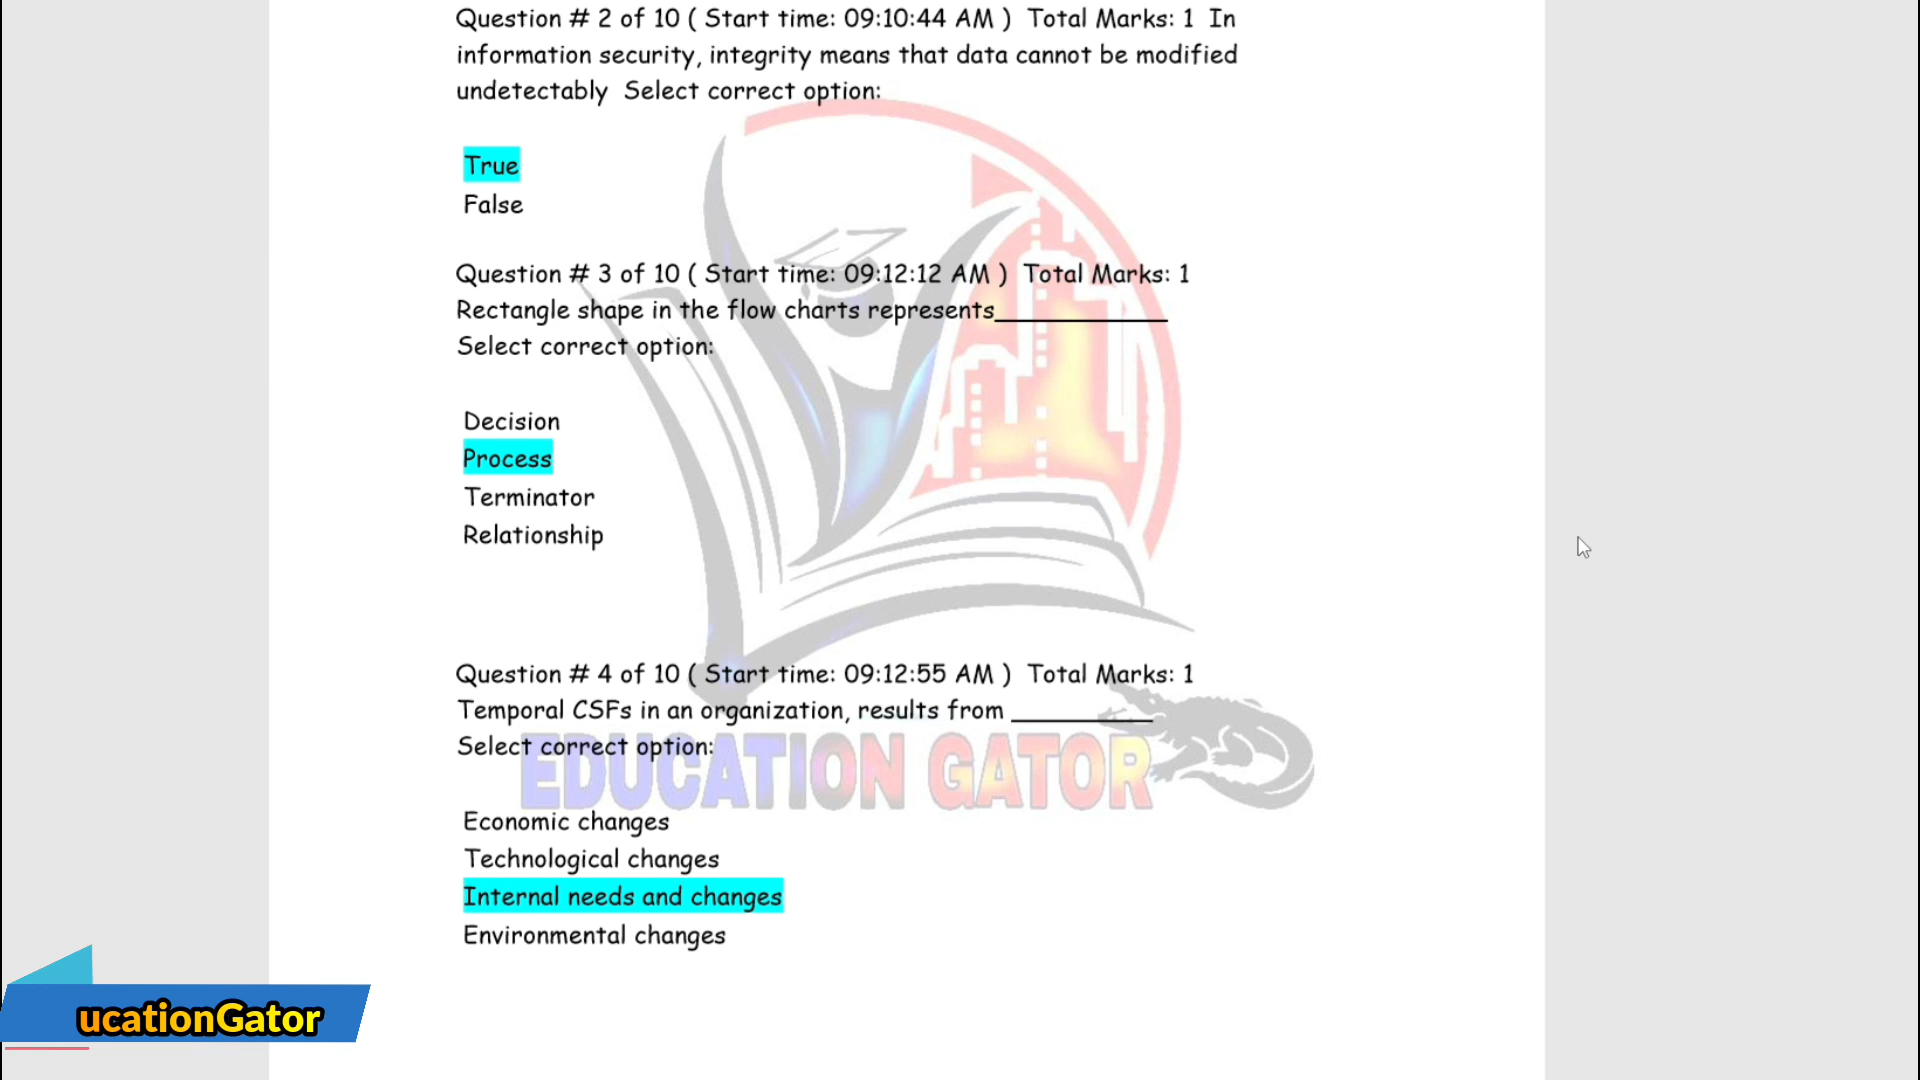 Question # 2 of 10 ( Start time: 09:10:44 AM ) Total Marks: 1 In
information security, integrity means that data cannot be modified
undetectably Select correct option:
True
False
Question # 3 of 10 ( Start time: 09:12:12 AM ) Total Marks: 1
Rectangle shape in the flow charts represents____________
Select correct option:
Decision
Process
Terminator
Relationship
Question # 4 of 10 ( Start time: 09:12:55 AM ) Total Marks: 1
Temporal CSFs in an organization, results from __________
Select correct option:
EDUCATION GATOR
Economic changes
Technological changes
Internal needs and changes
Environmental changes
ucationGator